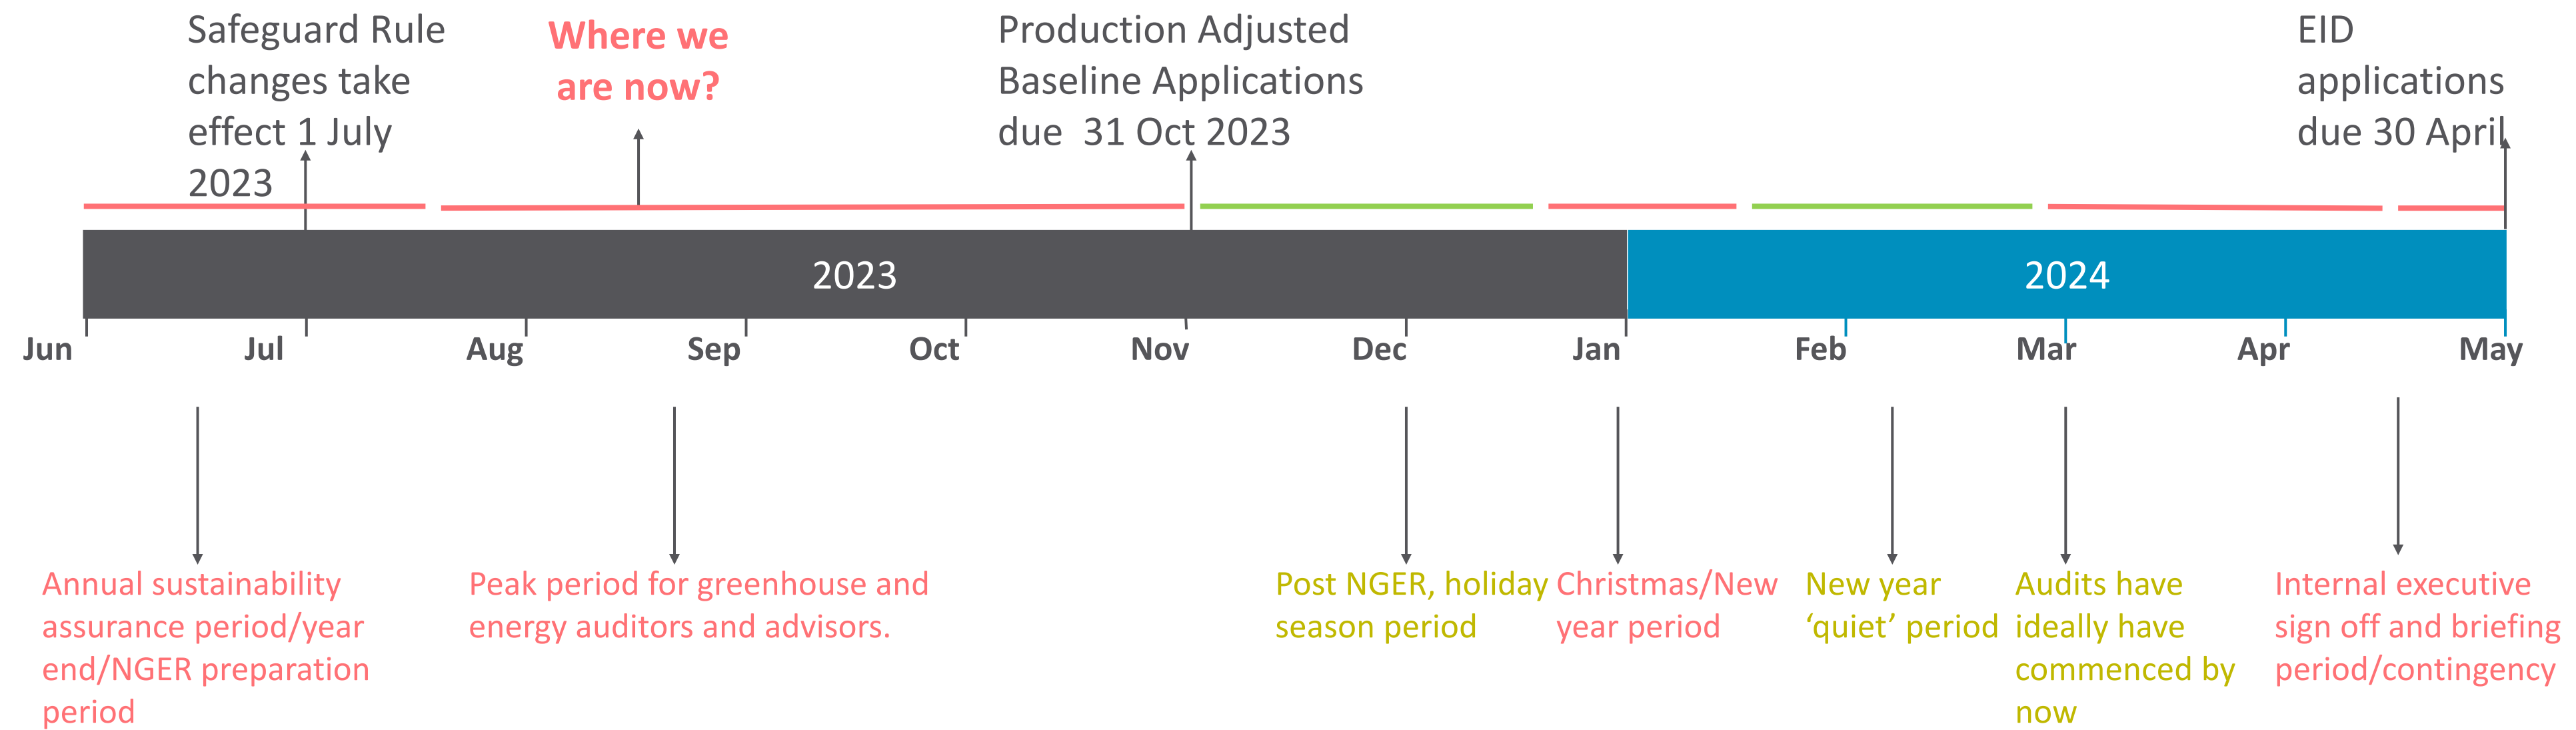 Safeguard Rule
changes take
effect 1 July
2023
Where we
are now?
Production Adjusted
Baseline Applications
due  31 Oct 2023
EID
applications
due 30 April
2023
2024
Jun
Jul
Aug
Sep
Oct
Nov
Dec
Jan
Feb
Mar
Apr
May
Annual sustainability
assurance period/year
end/NGER preparation
period
Peak period for greenhouse and
energy auditors and advisors.
Post NGER, holiday
season period
Christmas/New
year period
New year
‘quiet’ period
Audits have
ideally have
commenced by
now
Internal executive
sign off and briefing
period/contingency